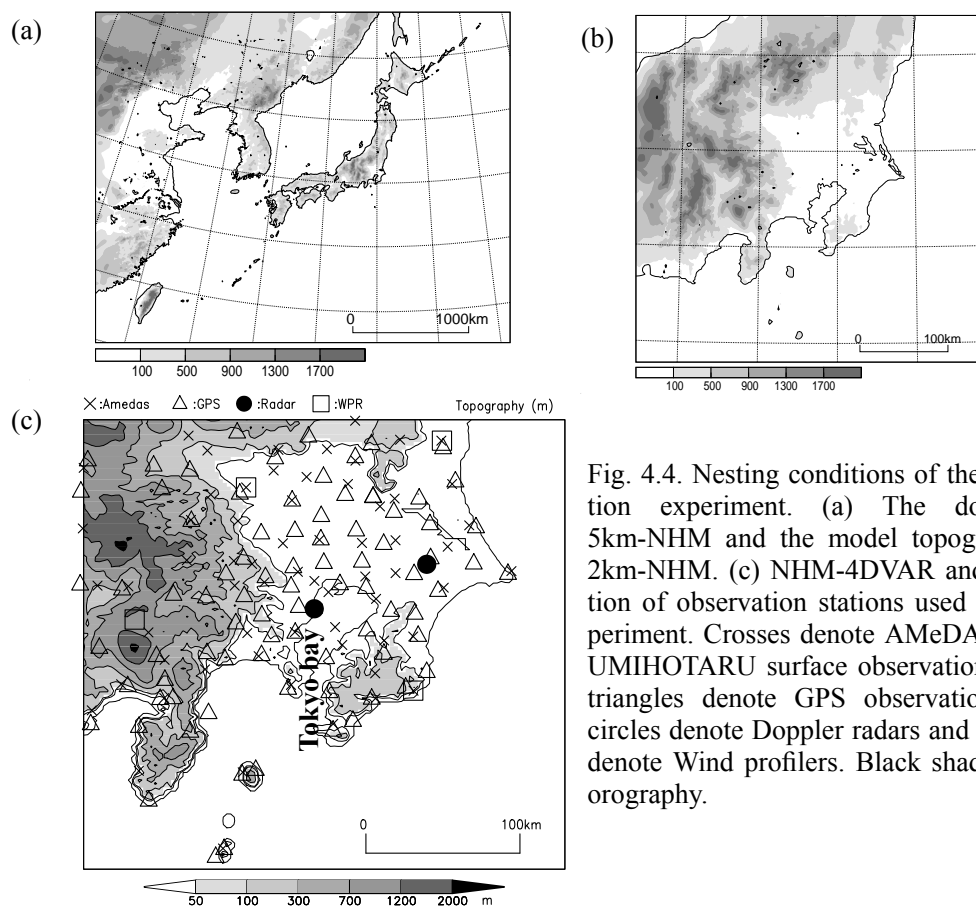 (a)
0 1000km
100 500 900 1300 1700
(b)
0 100km
100 500 900 1300 1700
(c)
×:Amedas △:GPS ●:Radar □:WPR Topography (m)
Tokyo bay
0 100km
50 100 300 700 1200 2000 m
Fig. 4.4. Nesting conditions of the
tion experiment. (a) The do
5km-NHM and the model topog
2km-NHM. (c) NHM-4DVAR and
tion of observation stations used
periment. Crosses denote AMeDA
UMIHOTARU surface observation
triangles denote GPS observatio
circles denote Doppler radars and
denote Wind profilers. Black shad
orography.